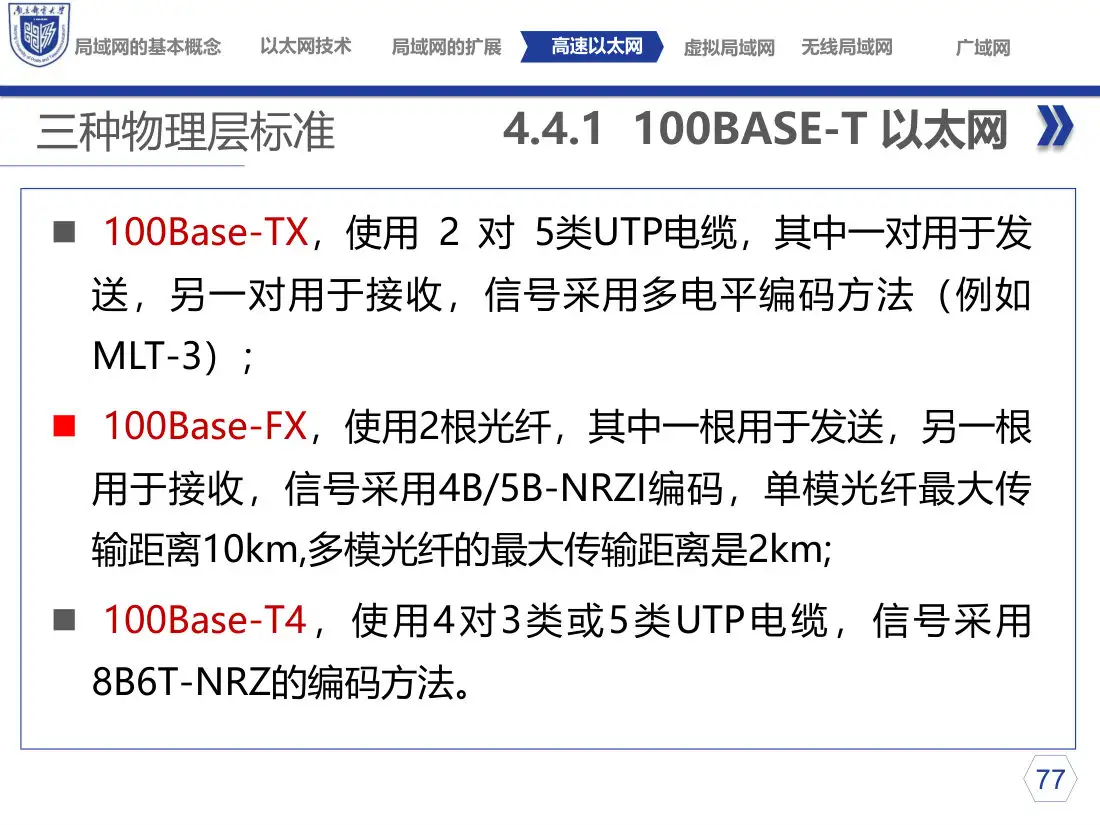 南京邮电大学
局域网的基本概念 以太网技术 局域网的扩展 高速以太网 虚拟局域网 无线局域网 广域网
三种物理层标准 4.4.1 100BASE-T 以太网
■ 100Base-TX，使用 2 对 5类UTP电缆，其中一对用于发
送，另一对用于接收，信号采用多电平编码方法（例如
MLT-3）;
■ 100Base-FX，使用2根光纤，其中一根用于发送，另一根
用于接收，信号采用4B/5B-NRZI编码，单模光纤最大传
输距离10km,多模光纤的最大传输距离是2km;
■ 100Base-T4，使用4对3类或5类UTP电缆，信号采用
8B6T-NRZ的编码方法。
77